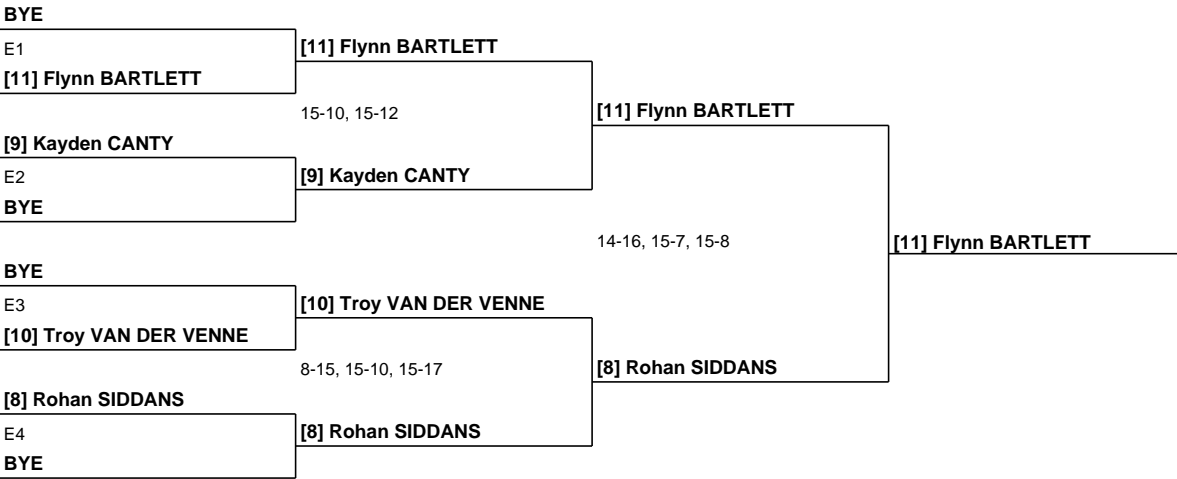 BYE
E1
[11] Flynn BARTLETT
[11] Flynn BARTLETT
15-10, 15-12
[11] Flynn BARTLETT
[9] Kayden CANTY
E2
[9] Kayden CANTY
BYE
14-16, 15-7, 15-8
[11] Flynn BARTLETT
BYE
E3
[10] Troy VAN DER VENNE
[10] Troy VAN DER VENNE
8-15, 15-10, 15-17
[8] Rohan SIDDANS
[8] Rohan SIDDANS
E4
[8] Rohan SIDDANS
BYE